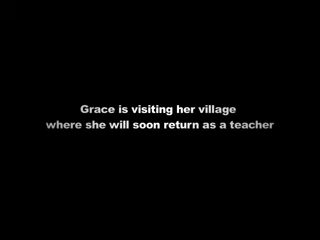 Grace is visiting her village
where she will soon return as a teacher